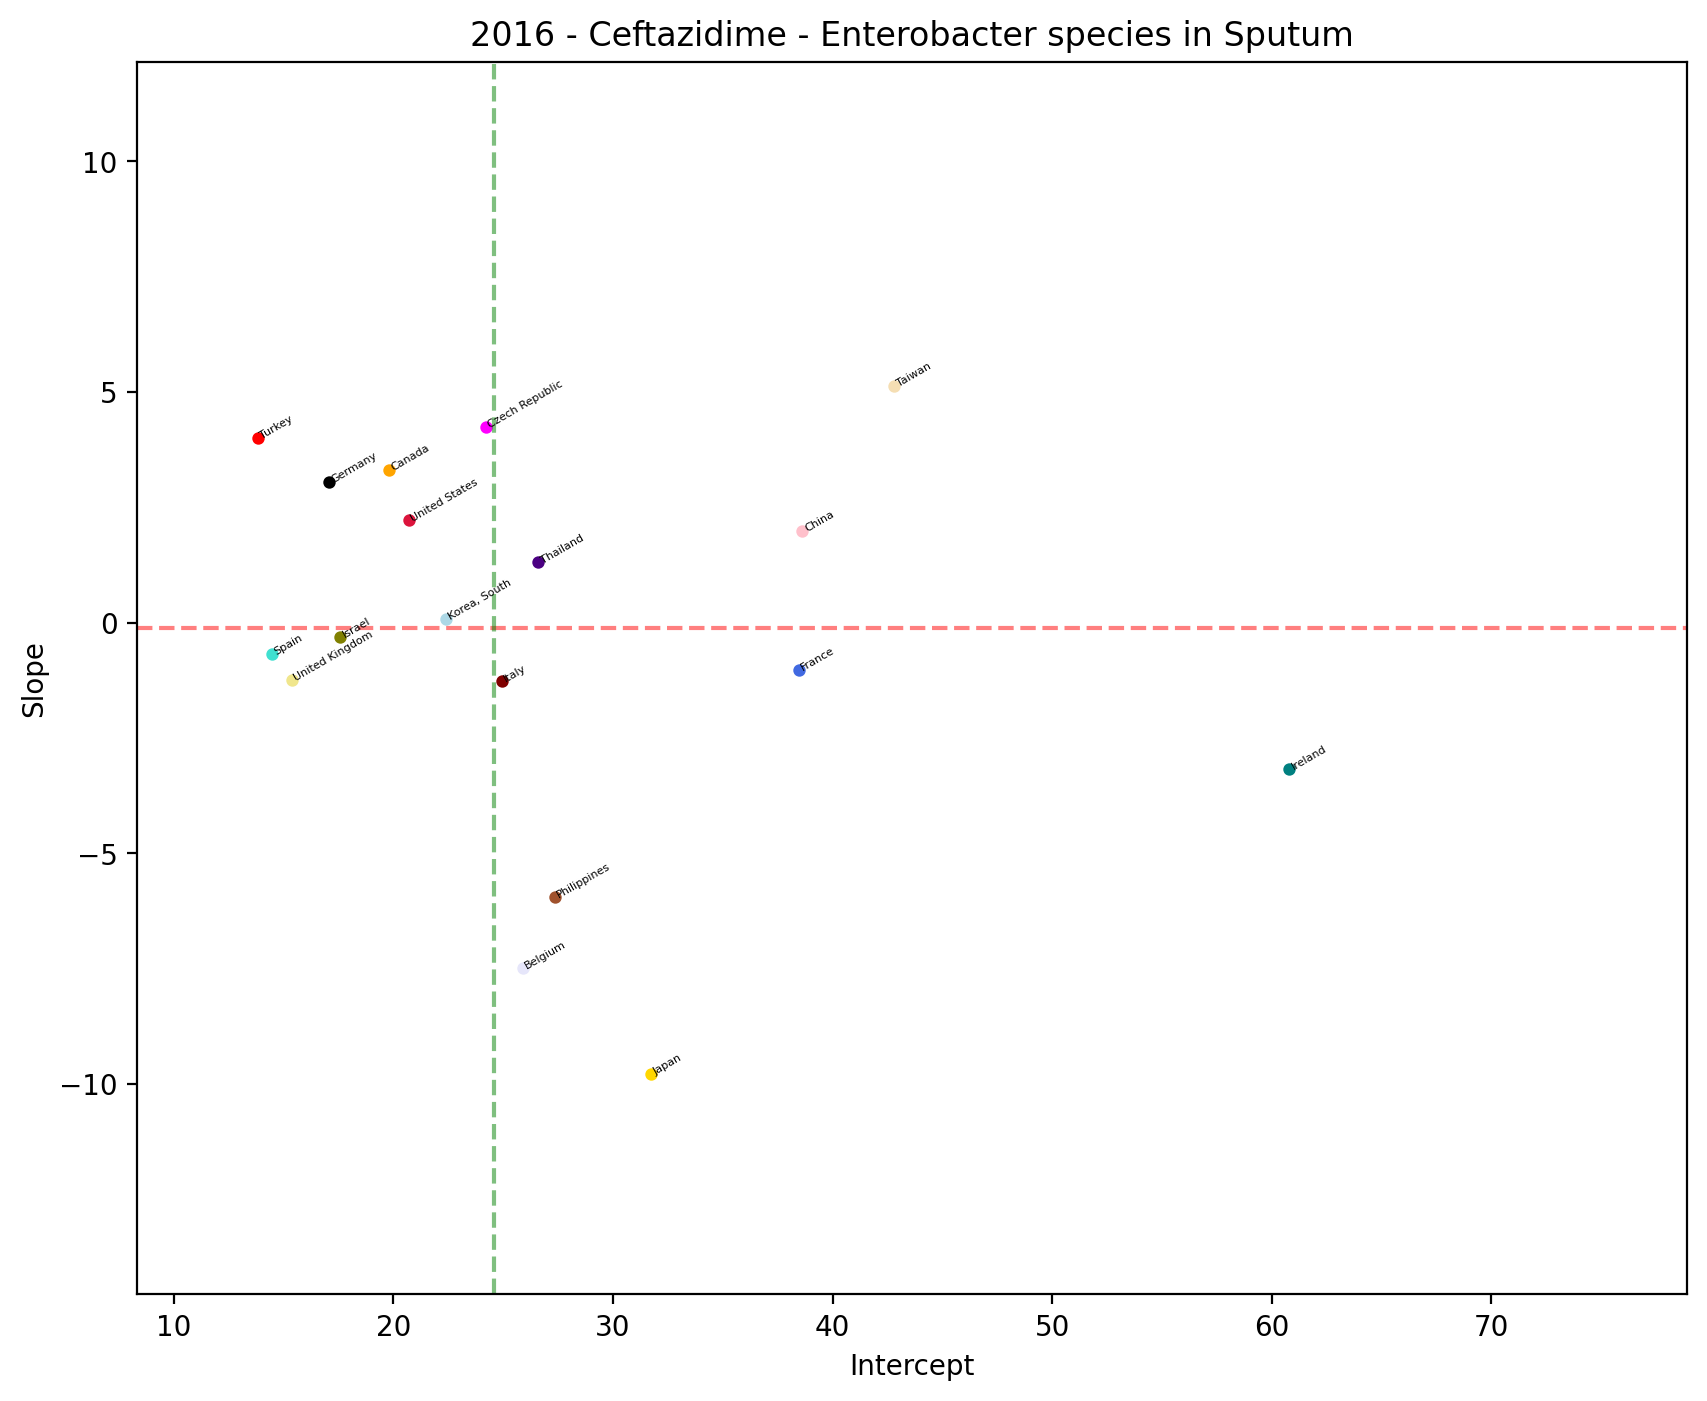 2016 - Ceftazidime - Enterobacter species in Sputum
10
5
0
−5
−10
Slope
Taiwan
Czech Republic
Turkey
Canada
Germany
United States
China
Thailand
Korea, South
Israel
Spain
United Kingdom
France
Italy
Ireland
Philippines
Belgium
Japan
10 20 30 40 50 60 70
Intercept